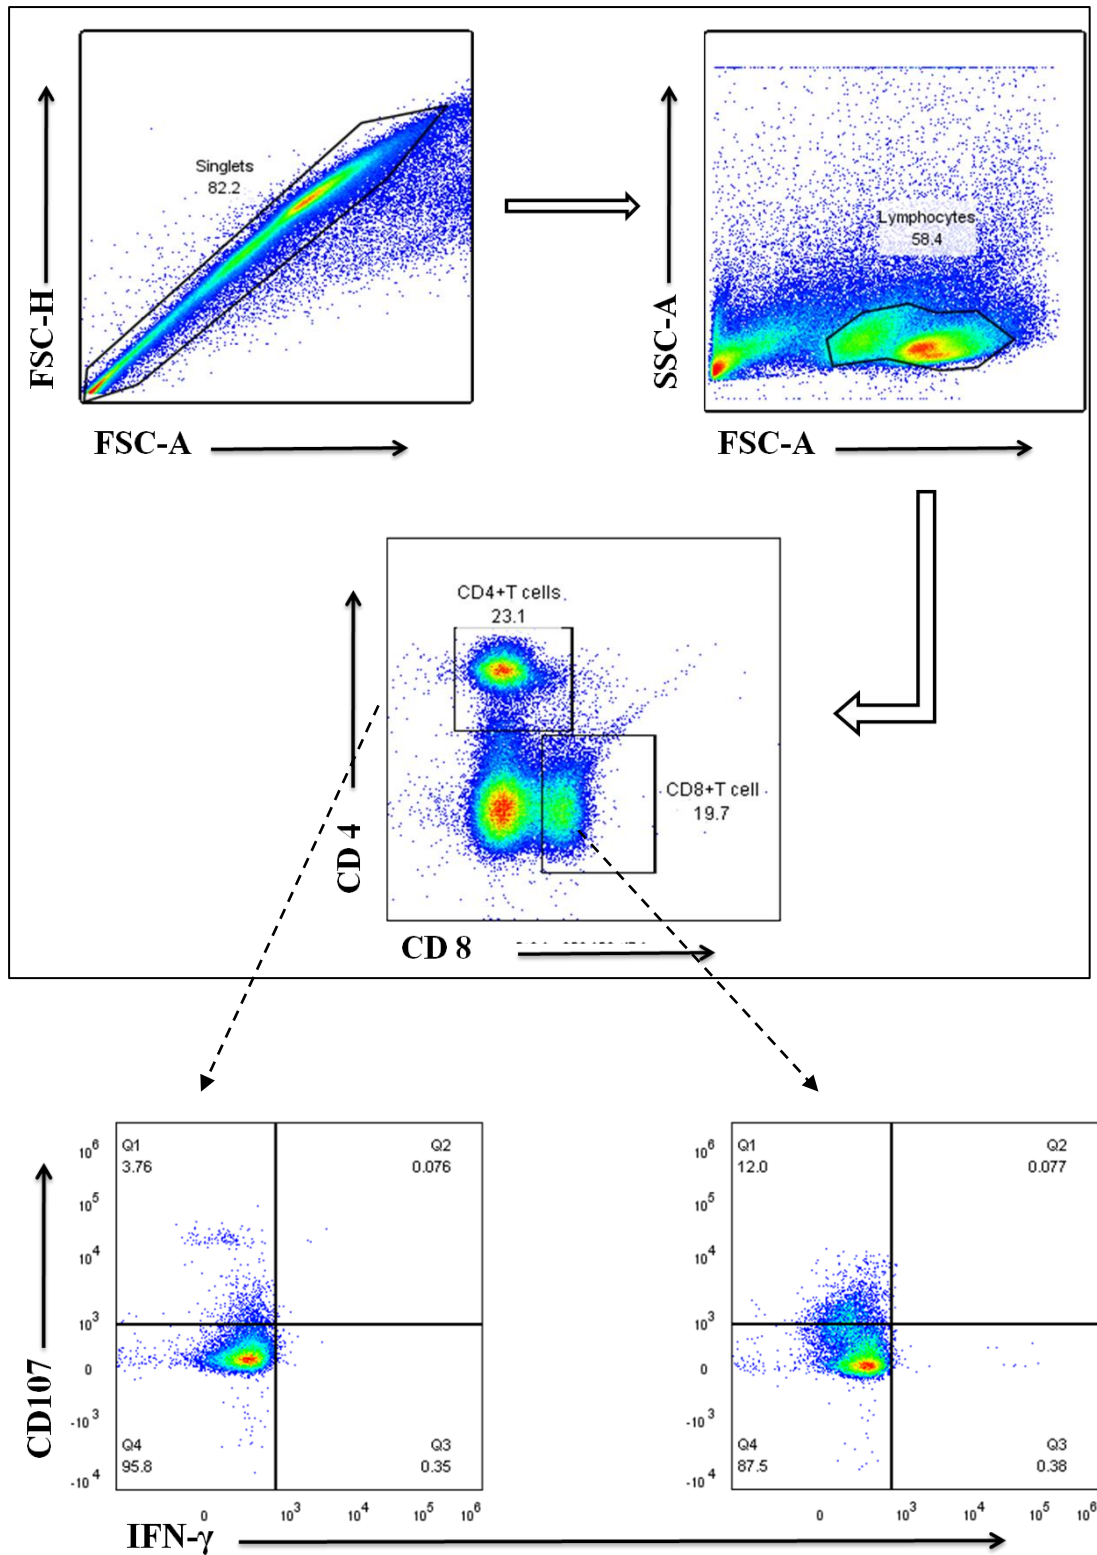 Singlets
82.2
FSC-H
FSC-A
Lymphocytes
58.4
SSC-A
FSC-A
CD4+T cells
23.1
CD8+T cell
19.7
CD 4
CD 8
Q1
3.76
Q2
0.076
Q4
95.8
Q3
0.35
10^6
10^5
10^4
10^3
0
-10^3
-10^4
0 10^3 10^4 10^5 10^6
CD107
Q1
12.0
Q2
0.077
Q4
87.5
Q3
0.38
10^6
10^5
10^4
10^3
0
-10^3
-10^4
0 10^3 10^4 10^5 10^6
IFN-γ